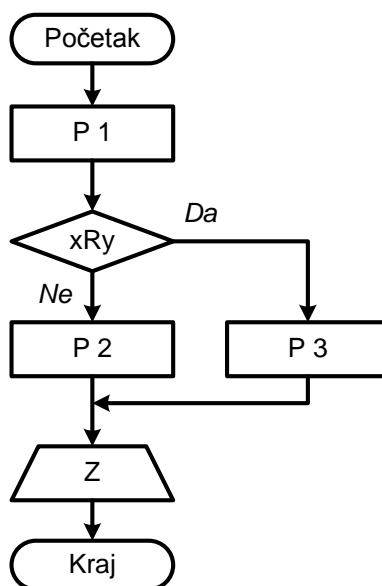 Početak
P 1
xRy
Da
Ne
P 2
P 3
Z
Kraj